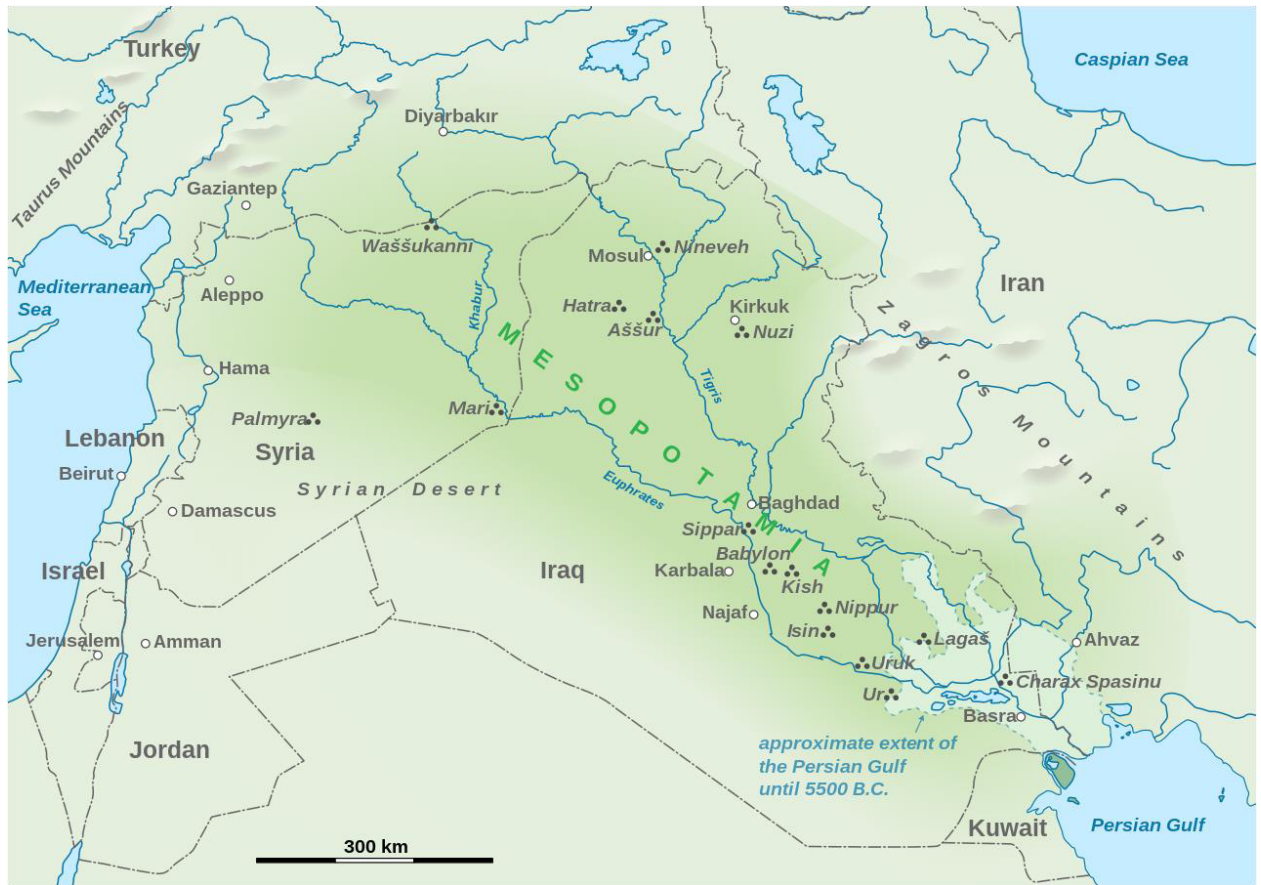 Turkey
Caspian Sea
Taurus Mountains
Diyarbakır
Gaziantep
Waššukanni
Mosul
Nineveh
Mediterranean
Sea
Aleppo
Khabur
Hatra
Aššur
Kirkuk
Nuzi
Iran
Zagros Mountains
MESOPOTAMIA
Hama
Tigris
Mari
Palmyra
Lebanon
Syria
Beirut
Syrian Desert
Euphrates
Damascus
Baghdad
Sippar
Babylon
Israel
Iraq
Karbala
Kish
Najaf
Nippur
Isin
Jerusalem
Amman
Lagaš
Ahvaz
Uruk
Charax Spasinu
Ur
Basra
Jordan
approximate extent of
the Persian Gulf
until 5500 B.C.
Kuwait
Persian Gulf
300 km